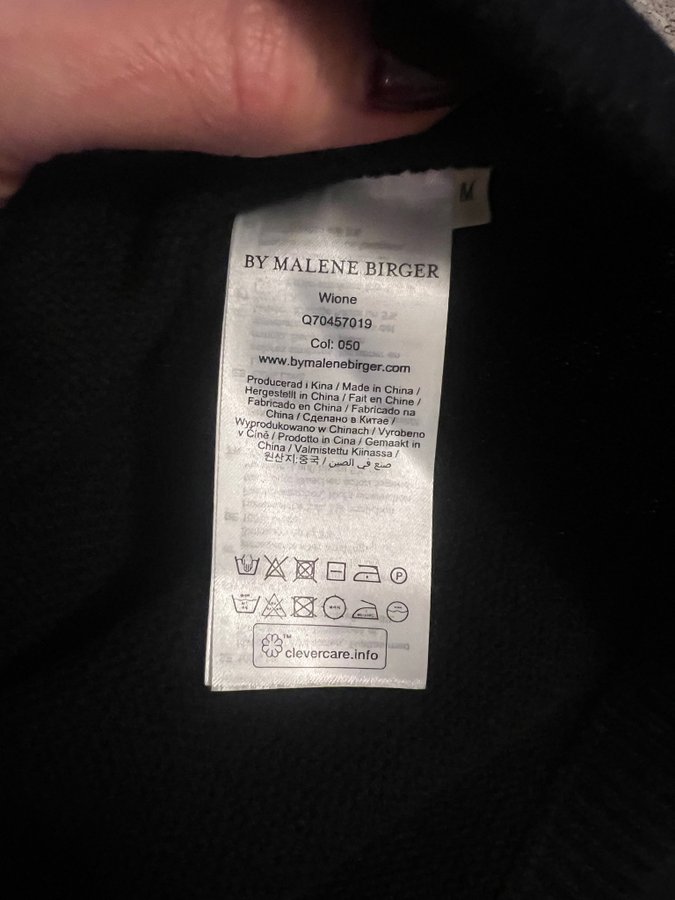 M
BY MALENE BIRGER
Wione
Q70457019
Col: 050
www.bymalenebirger.com
Producerad i Kina / Made in China /
Hergestellt in China / Fait en Chine /
Fabricado en China / Fabricado na
China / Сделано в Китае /
Wyprodukowano w Chinach / Vyrobeno
v Číně / Prodotto in Cina / Gemaakt in
China / Valmistettu Kiinassa /
원산지:중국 / صنع في الصين
P
TM
clevercare.info